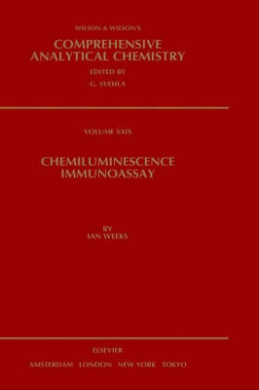 WILSON & WILSON'S
COMPREHENSIVE
ANALYTICAL CHEMISTRY
EDITED BY
G. SVEHLA
VOLUME XXIX
CHEMILUMINESCENCE
IMMUNOASSAY
BY
IAN WEEKS
ELSEVIER
AMSTERDAM LONDON NEW YORK TOKYO